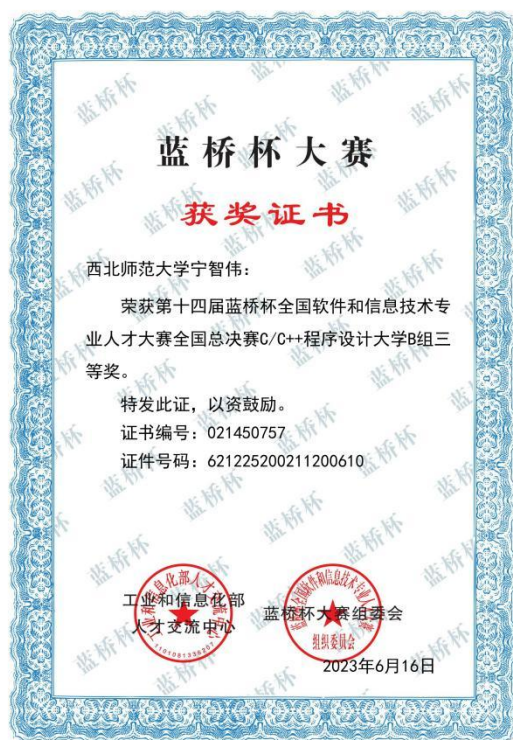 蓝桥杯大赛
获奖证书
西北师范大学宁智伟：
荣获第十四届蓝桥杯全国软件和信息技术专
业人才大赛全国总决赛C/C++程序设计大学B组三
等奖。
特发此证，以资鼓励。
证书编号：021450757
证件号码：621225200211200610
工业和信息化部
人才交流中心
蓝桥杯大赛组委会
组织委员会
2023年6月16日